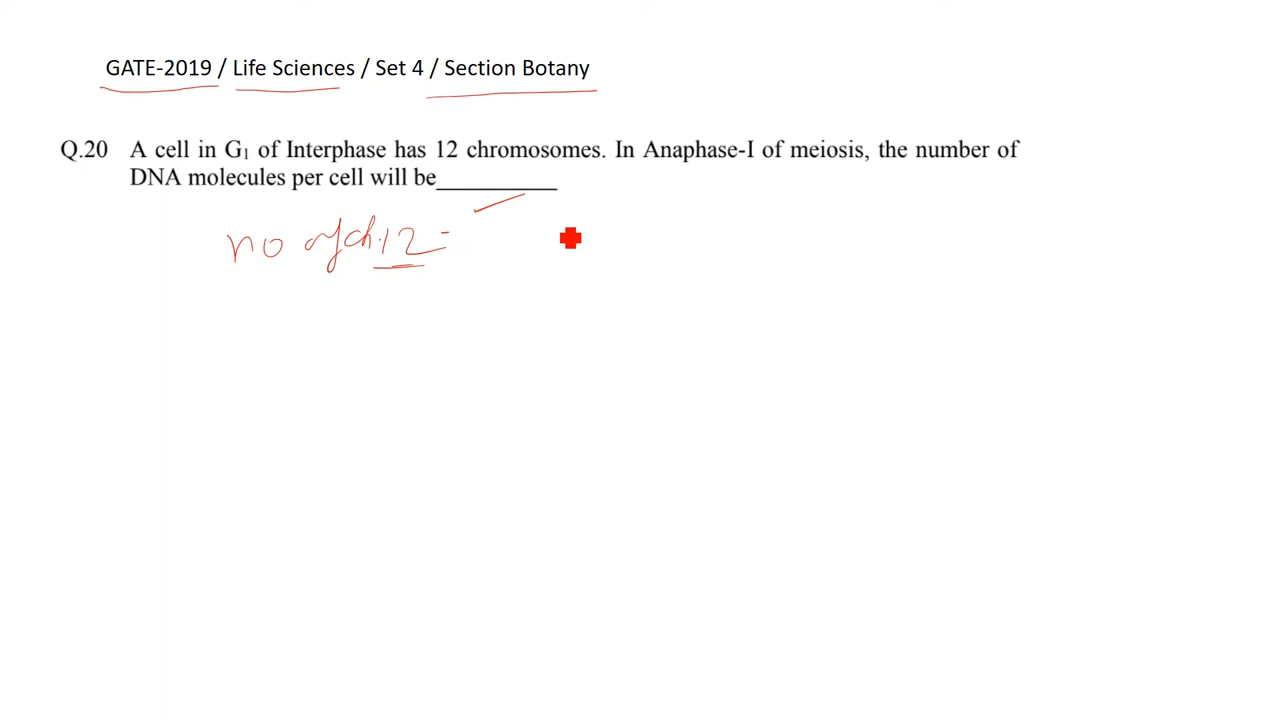 GATE-2019 / Life Sciences / Set 4 / Section Botany
Q.20 A cell in G₁ of Interphase has 12 chromosomes. In Anaphase-I of meiosis, the number of
DNA molecules per cell will be__________
no of ch. 12 =